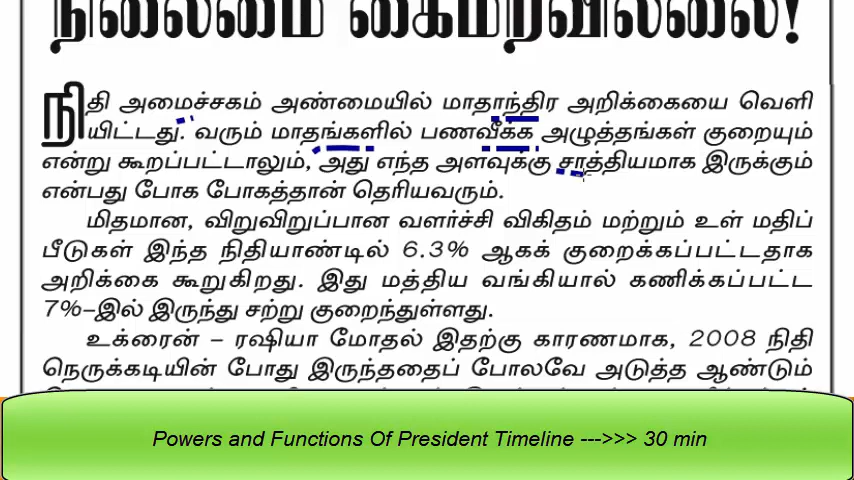 நிலைமை கைமீறவில்லை!
நிதி அமைச்சகம் அண்மையில் மாதாந்திர அறிக்கையை வெளி
யிட்டது. வரும் மாதங்களில் பணவீக்க அழுத்தங்கள் குறையும்
என்று கூறப்பட்டாலும், அது எந்த அளவுக்கு சாத்தியமாக இருக்கும்
என்பது போக போகத்தான் தெரியவரும்.
மிதமான, விறுவிறுப்பான வளர்ச்சி விகிதம் மற்றும் உள் மதிப்
பீடுகள் இந்த நிதியாண்டில் 6.3% ஆகக் குறைக்கப்பட்டதாக
அறிக்கை கூறுகிறது. இது மத்திய வங்கியால் கணிக்கப்பட்ட
7%–இல் இருந்து சற்று குறைந்துள்ளது.
உக்ரைன் – ரஷியா மோதல் இதற்கு காரணமாக, 2008 நிதி
நெருக்கடியின் போது இருந்ததைப் போலவே அடுத்த ஆண்டும்
Powers and Functions Of President Timeline --->>> 30 min